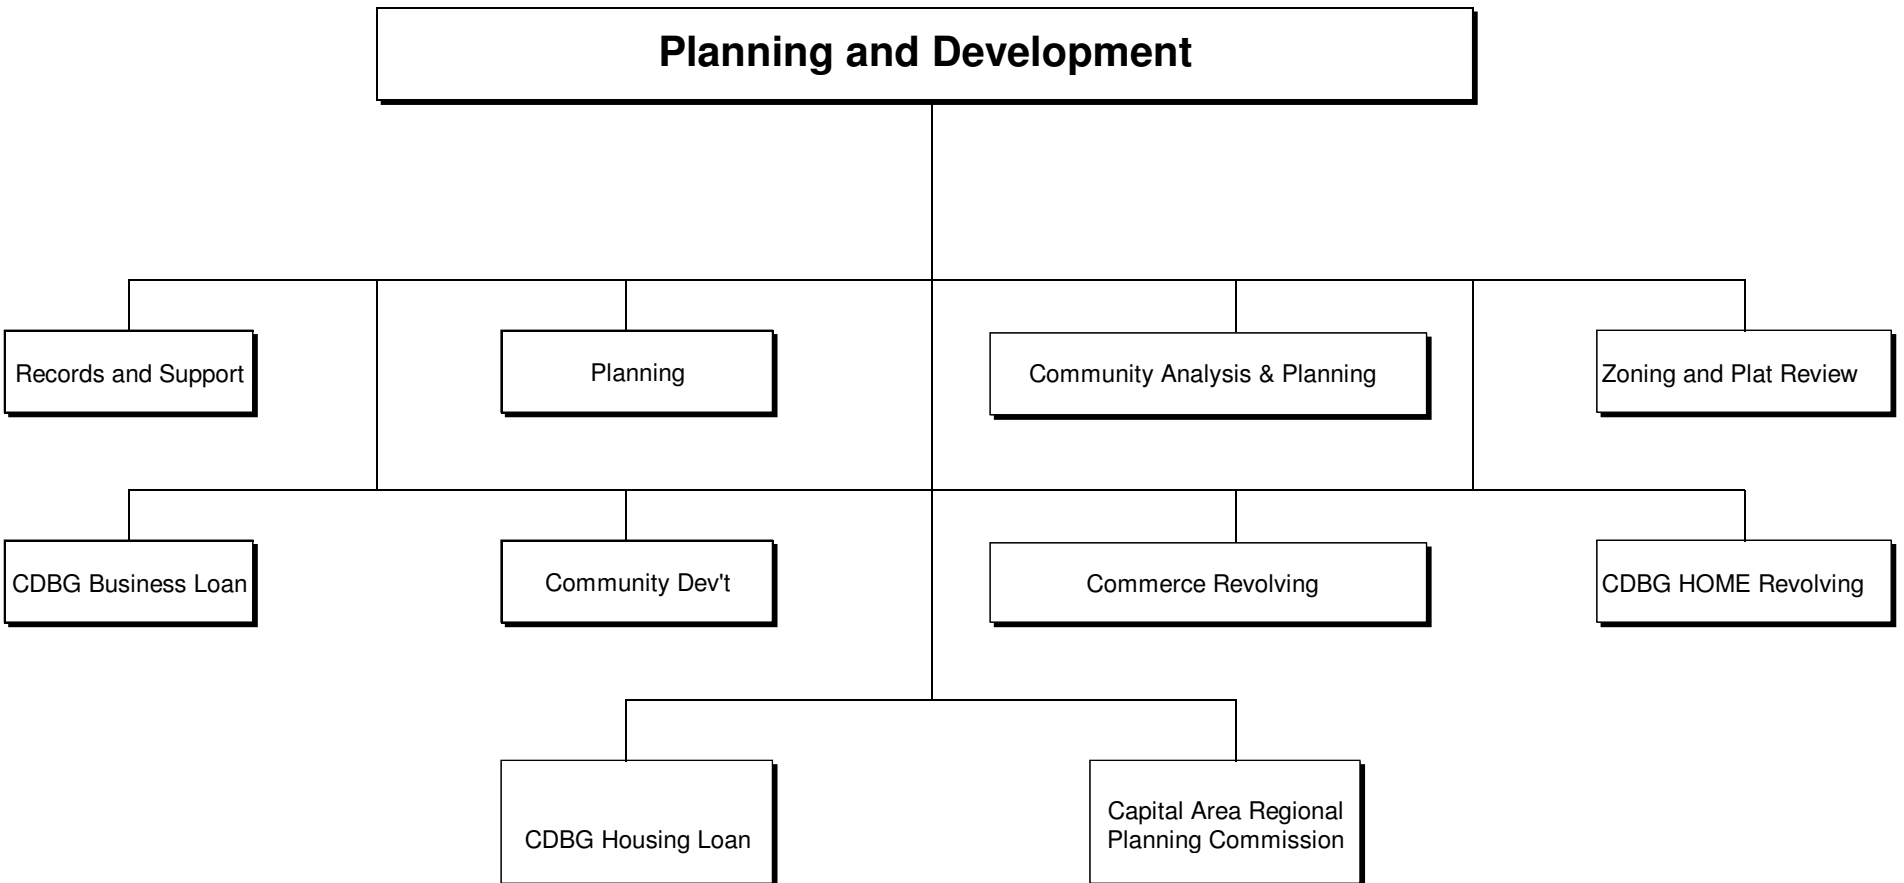 Planning and Development
Records and Support
Planning
Community Analysis & Planning
Zoning and Plat Review
CDBG Business Loan
Community Dev't
Commerce Revolving
CDBG HOME Revolving
CDBG Housing Loan
Capital Area Regional
Planning Commission